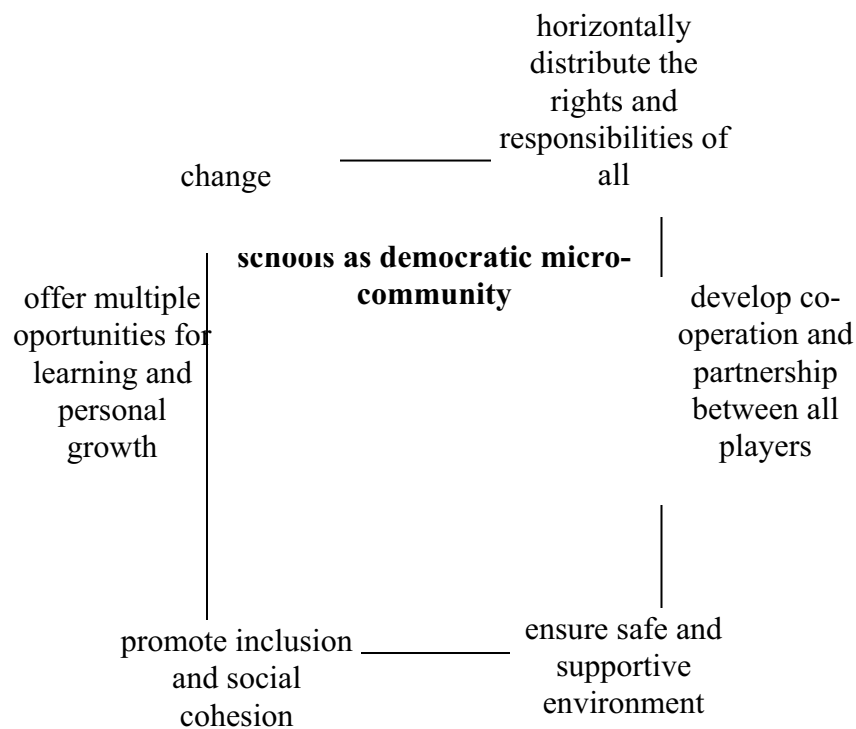 horizontally
distribute the
rights and
responsibilities of
all
change
schools as democratic micro-
community
offer multiple
oportunities for
learning and
personal
growth
develop co-
operation and
partnership
between all
players
promote inclusion
and social
cohesion
ensure safe and
supportive
environment